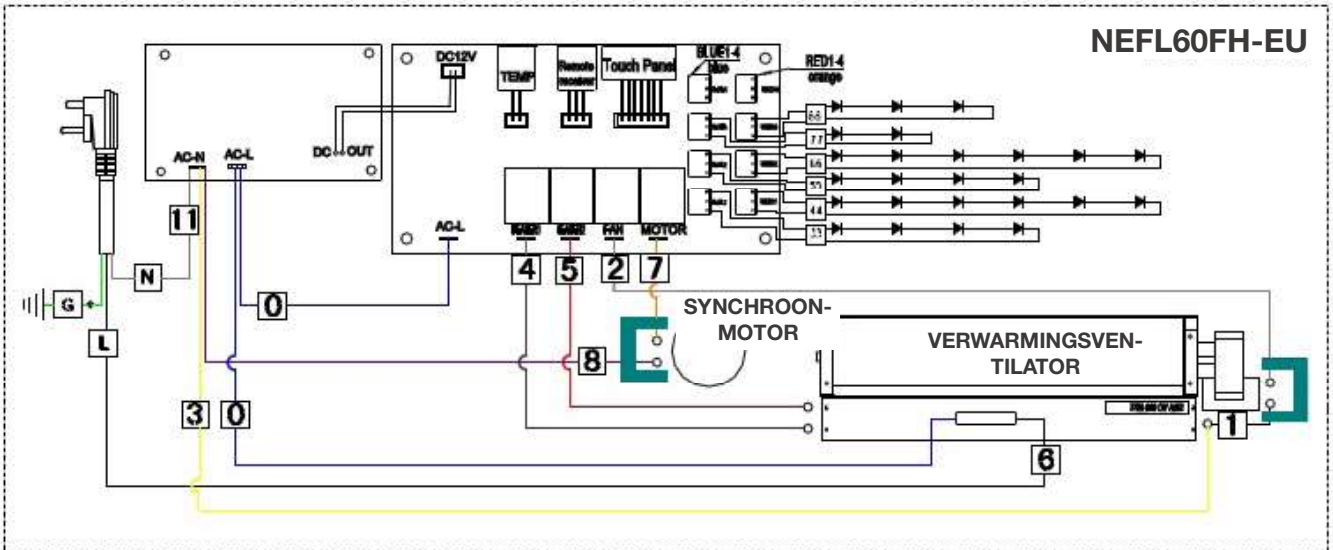 NEFL60FH-EU
DC12V
TEMP
Remote
receiver
Touch Panel
BLUE1-4
blue
RED1-4
orange
AC-N
AC-L
DC
OUT
66
77
66
55
44
33
AC-L
FAN
MOTOR
11
N
G
L
0
4
5
2
7
SYNCHROON-
MOTOR
VERWARMINGSVEN-
TILATOR
8
3
0
6
1